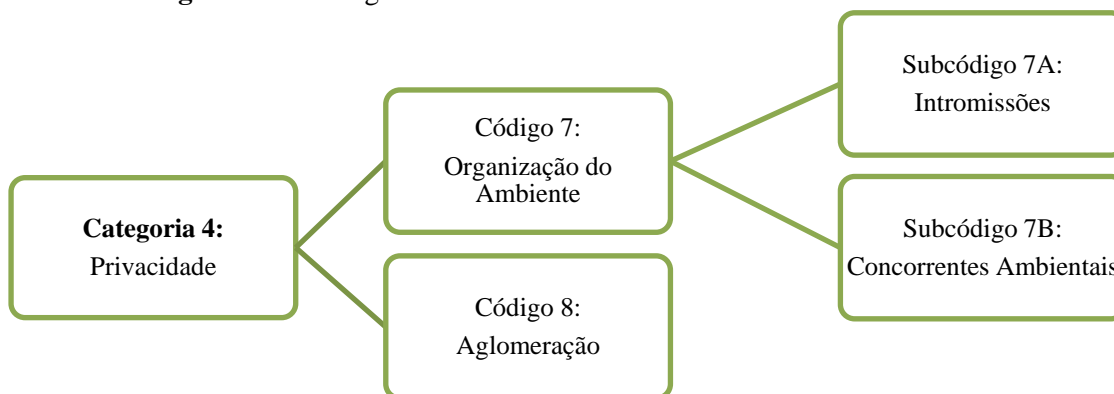 Subcódigo 7A:
Intromissões
Código 7:
Organização do
Ambiente
Categoria 4:
Privacidade
Subcódigo 7B:
Concorrentes Ambientais
Código 8:
Aglomeração